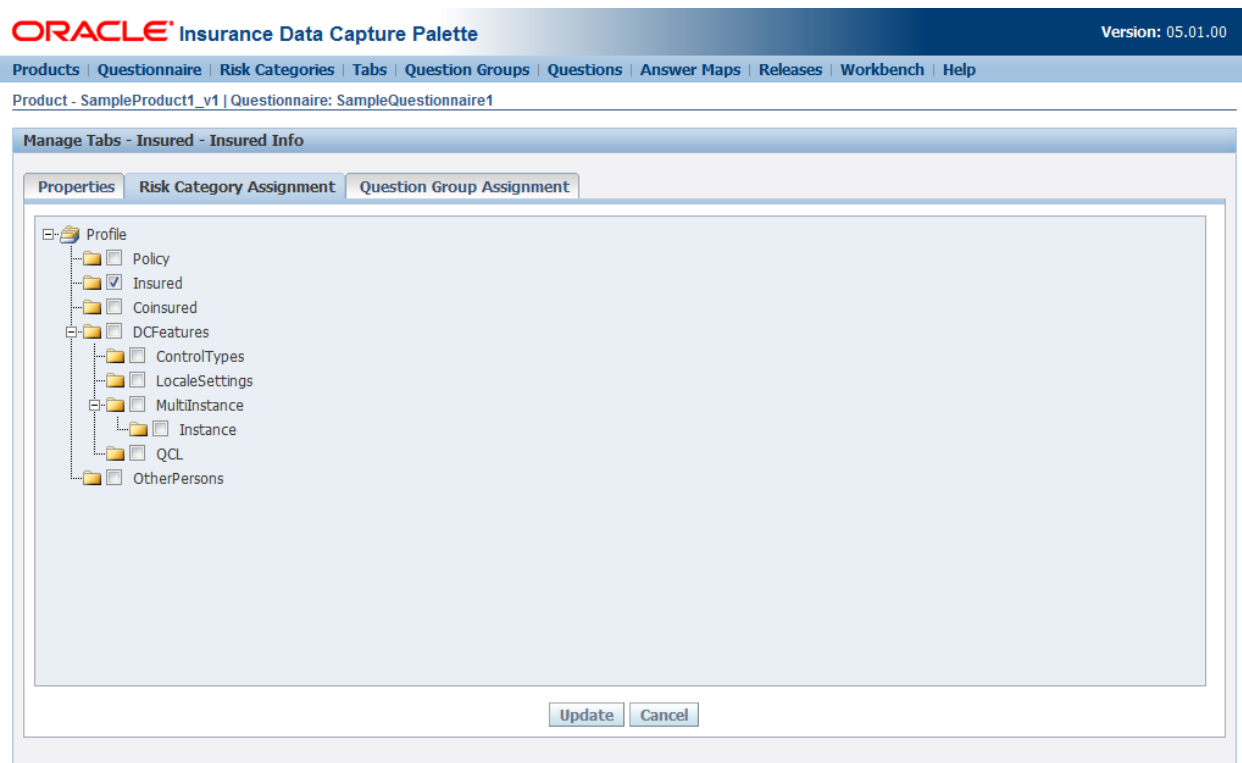 ORACLE Insurance Data Capture Palette Version: 05.01.00
Products | Questionnaire | Risk Categories | Tabs | Question Groups | Questions | Answer Maps | Releases | Workbench | Help
Product - SampleProduct1_v1 | Questionnaire: SampleQuestionnaire1
Manage Tabs - Insured - Insured Info
Properties Risk Category Assignment Question Group Assignment
Profile
Policy
Insured
Coinsured
DCFeatures
ControlTypes
LocaleSettings
MultiInstance
Instance
QCL
OtherPersons
Update Cancel